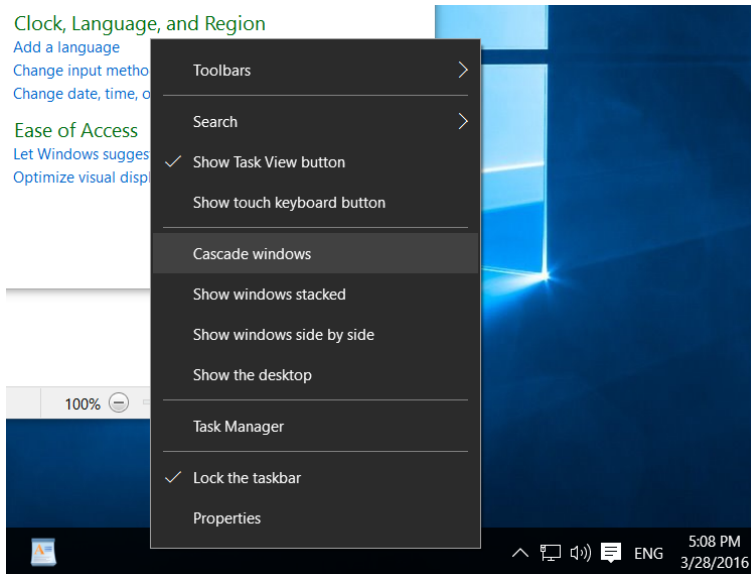 Clock, Language, and Region
Add a language
Change input metho
Change date, time, o
Ease of Access
Let Windows sugges
Optimize visual displ
100%
Toolbars
Search
Show Task View button
Show touch keyboard button
Cascade windows
Show windows stacked
Show windows side by side
Show the desktop
Task Manager
Lock the taskbar
Properties
ENG
5:08 PM
3/28/2016